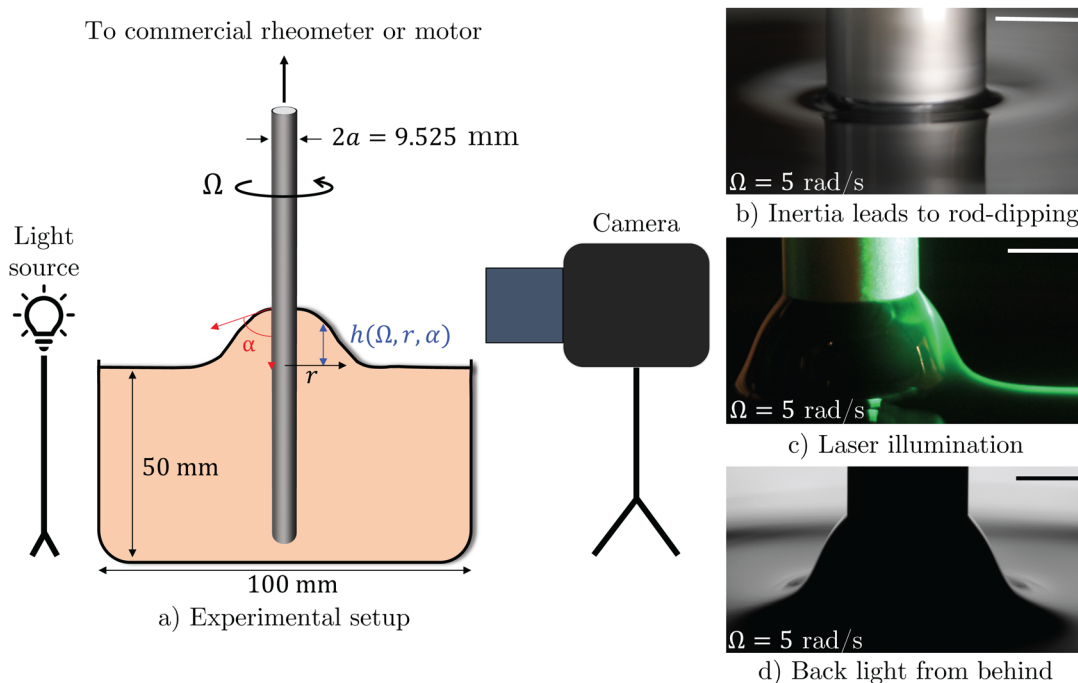 To commercial rheometer or motor
2a = 9.525 mm
Ω
Light
source
Camera
α
h(Ω, r, α)
r
50 mm
100 mm
a) Experimental setup
Ω = 5 rad/s
b) Inertia leads to rod-dipping
Ω = 5 rad/s
c) Laser illumination
Ω = 5 rad/s
d) Back light from behind